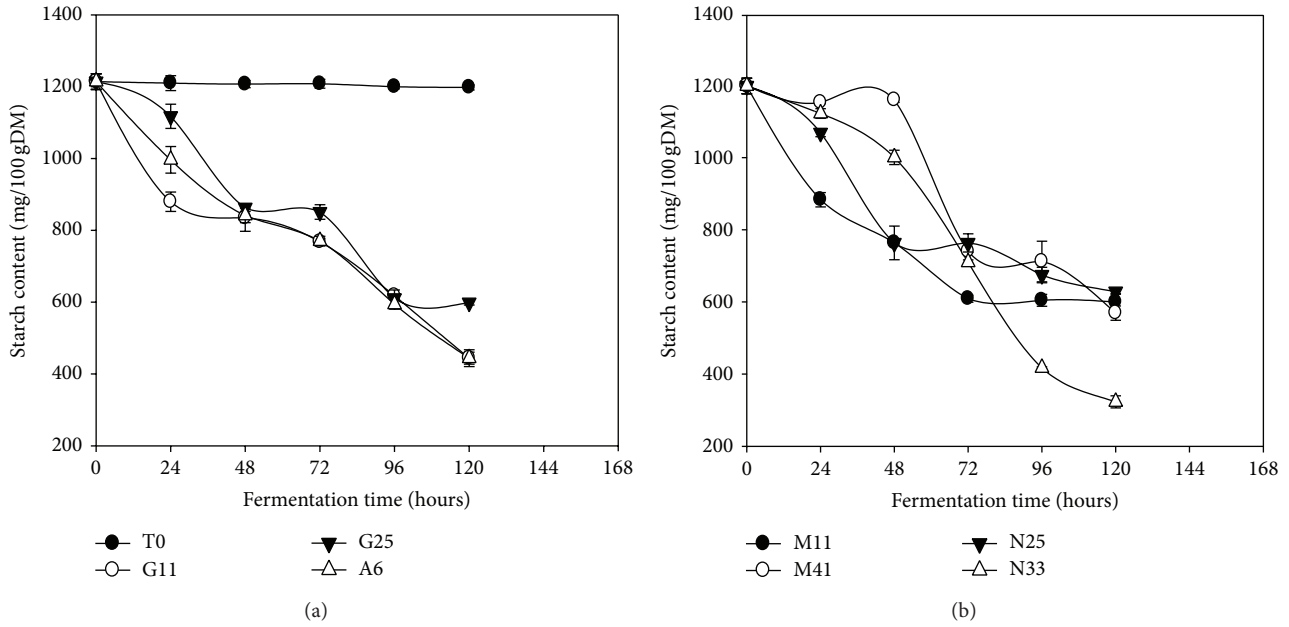 1400
1200
1000
800
600
400
200
Starch content (mg/100 gDM)
0 24 48 72 96 120 144 168
Fermentation time (hours)
T0 G25
G11 A6
(a)
1400
1200
1000
800
600
400
200
Starch content (mg/100 gDM)
0 24 48 72 96 120 144 168
Fermentation time (hours)
M11 N25
M41 N33
(b)